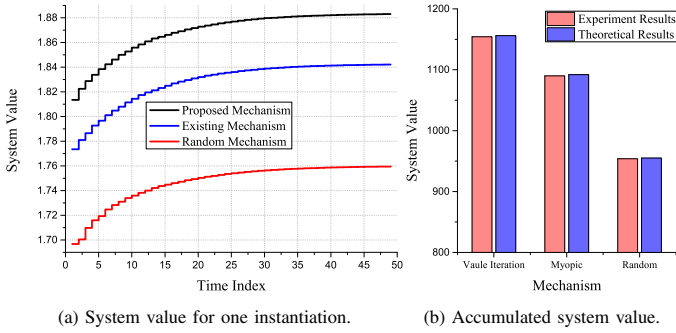 1.88
1.86
1.84
1.82
1.80
1.78
1.76
1.74
1.72
1.70
System Value
Proposed Mechanism
Existing Mechanism
Random Mechanism
0 5 10 15 20 25 30 35 40 45 50
Time Index
(a) System value for one instantiation.
1200
1100
1000
900
800
System Value
Experiment Results
Theoretical Results
Vaule Iteration Myopic Random
Mechanism
(b) Accumulated system value.